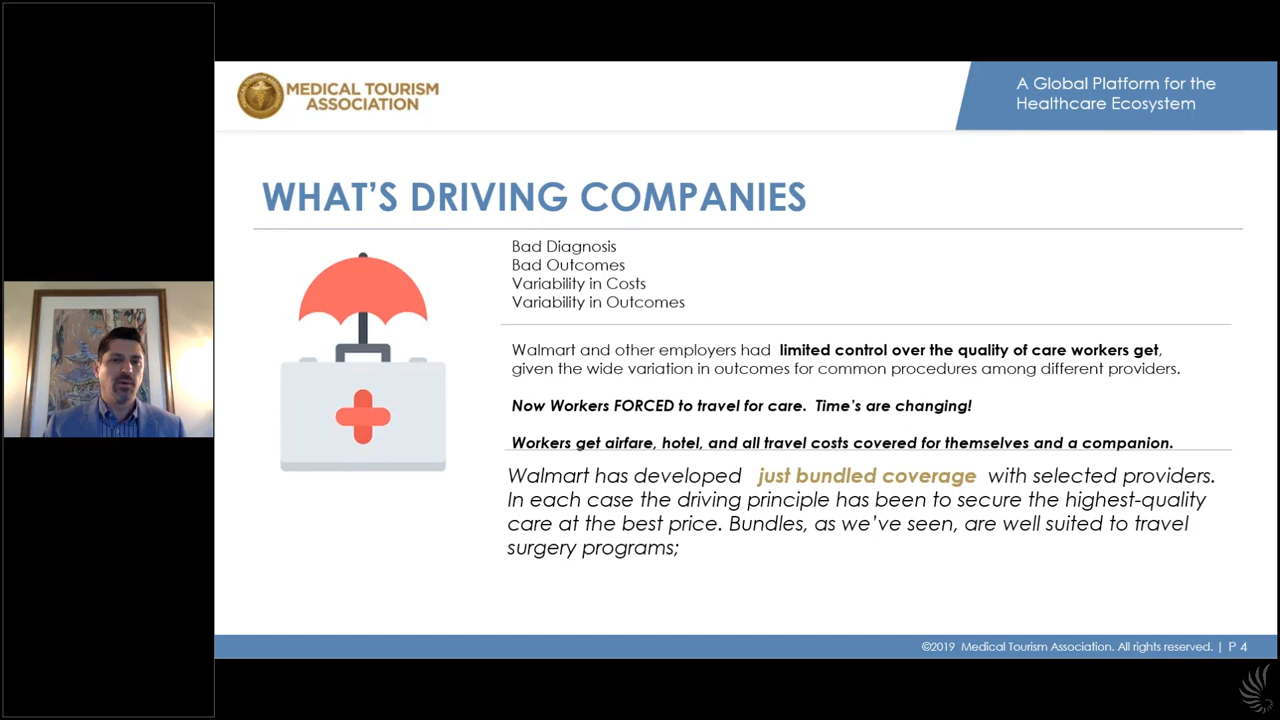 MEDICAL TOURISM
ASSOCIATION
A Global Platform for the
Healthcare Ecosystem
WHAT'S DRIVING COMPANIES
Bad Diagnosis
Bad Outcomes
Variability in Costs
Variability in Outcomes
Walmart and other employers had limited control over the quality of care workers get,
given the wide variation in outcomes for common procedures among different providers.
Now Workers FORCED to travel for care. Time's are changing!
Workers get airfare, hotel, and all travel costs covered for themselves and a companion.
Walmart has developed just bundled coverage with selected providers.
In each case the driving principle has been to secure the highest-quality
care at the best price. Bundles, as we've seen, are well suited to travel
surgery programs;
©2019 Medical Tourism Association. All rights reserved. | P 4